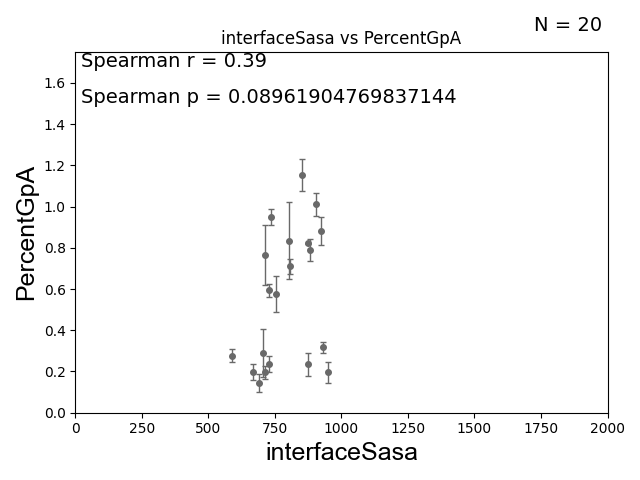 N = 20
interfaceSasa vs PercentGpA
Spearman r = 0.39
Spearman p = 0.08961904769837144
PercentGpA
1.6
1.4
1.2
1.0
0.8
0.6
0.4
0.2
0.0
0 250 500 750 1000 1250 1500 1750 2000
interfaceSasa